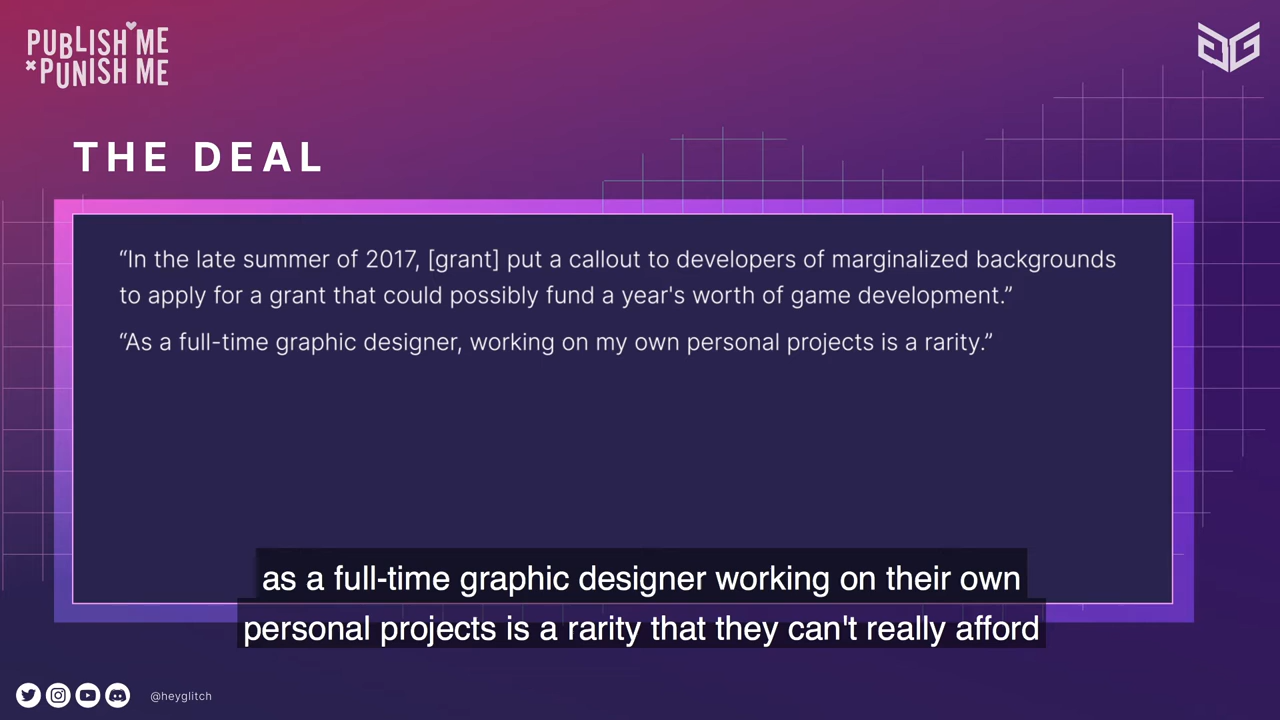 PUBLISH ME
PUNISH ME
THE DEAL
“In the late summer of 2017, [grant] put a callout to developers of marginalized backgrounds
to apply for a grant that could possibly fund a year's worth of game development.”
“As a full-time graphic designer, working on my own personal projects is a rarity.”
as a full-time graphic designer working on their own
personal projects is a rarity that they can't really afford
@heyglitch